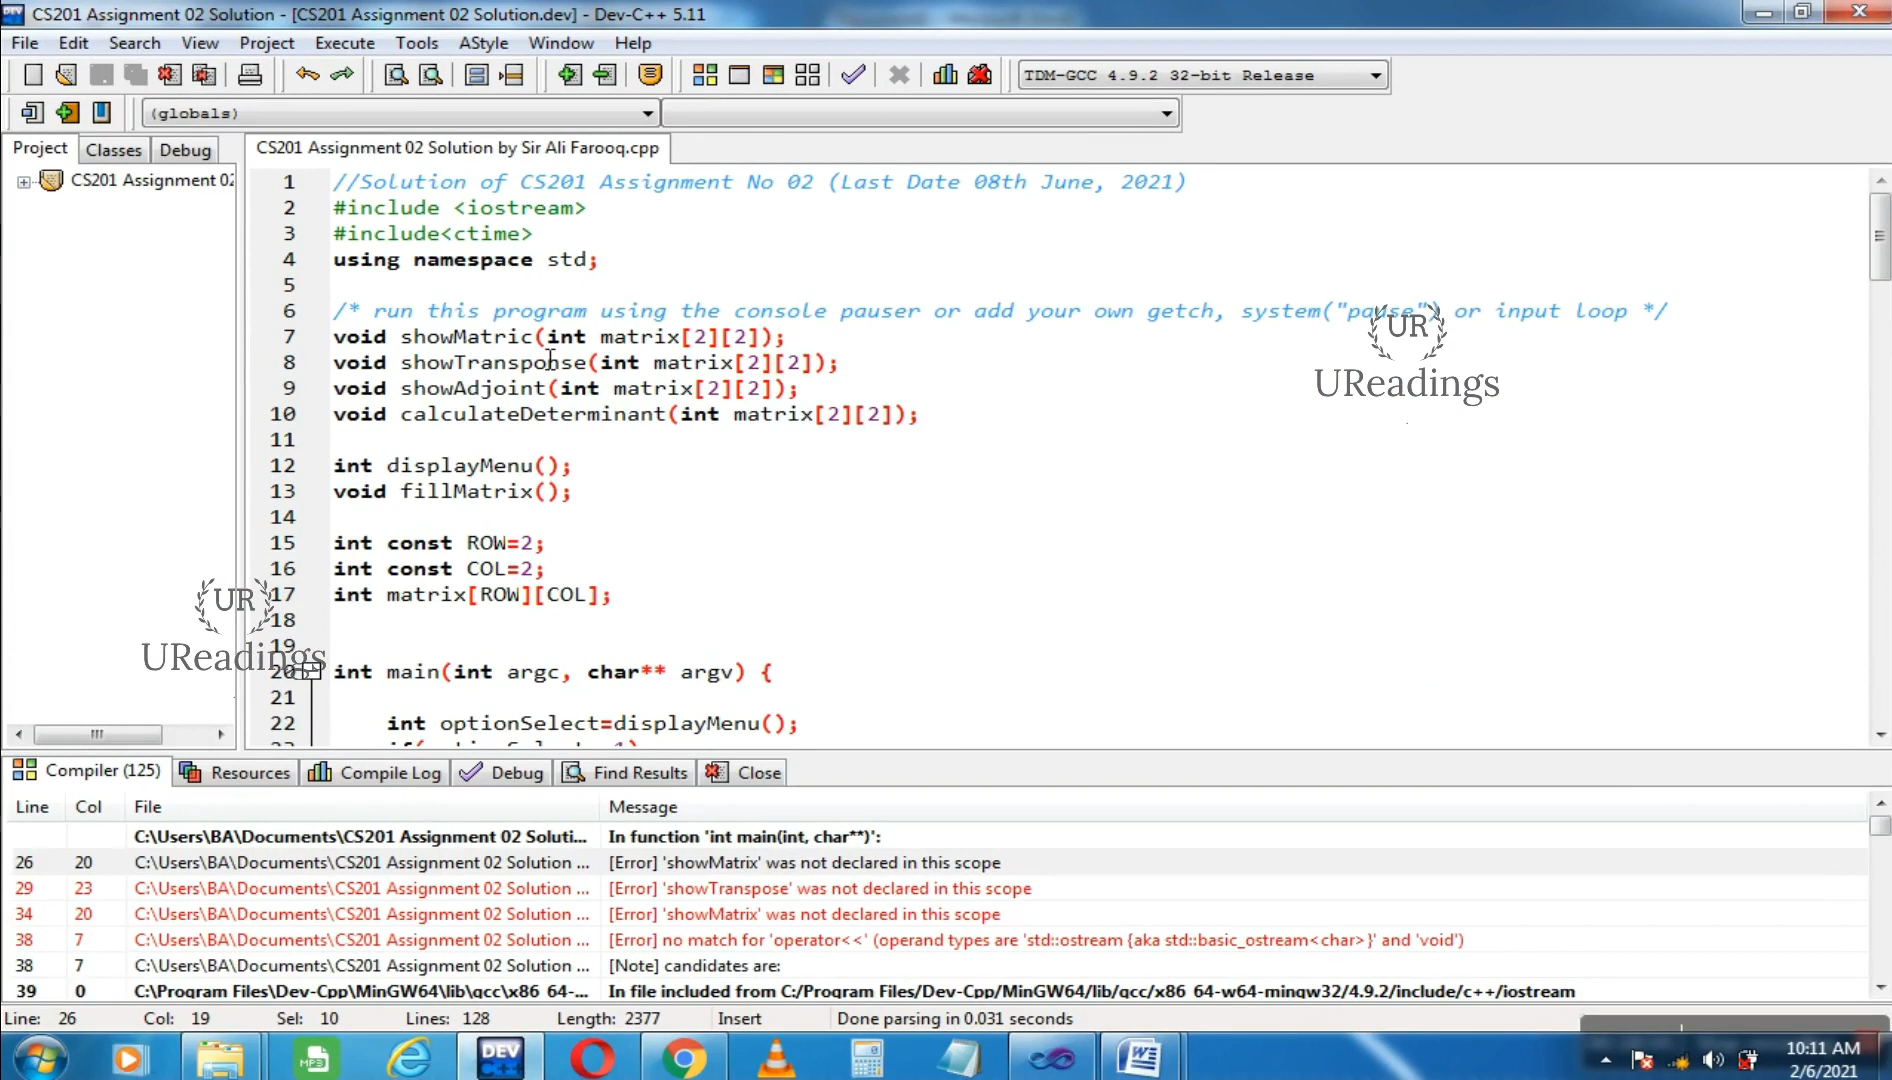 CS201 Assignment 02 Solution - [CS201 Assignment 02 Solution.dev] - Dev-C++ 5.11
File Edit Search View Project Execute Tools AStyle Window Help
TDM-GCC 4.9.2 32-bit Release
(globals)
Project Classes Debug
CS201 Assignment 02
CS201 Assignment 02 Solution by Sir Ali Farooq.cpp
1 //Solution of CS201 Assignment No 02 (Last Date 08th June, 2021)
2 #include <iostream>
3 #include<ctime>
4 using namespace std;
5
6 /* run this program using the console pauser or add your own getch, system("pause") or input loop */
7 void showMatric(int matrix[2][2]);
8 void showTransponse(int matrix[2][2]);
9 void showAdjoint(int matrix[2][2]);
10 void calculateDeterminant(int matrix[2][2]);
11
12 int displayMenu();
13 void fillMatrix();
14
15 int const ROW=2;
16 int const COL=2;
17 int matrix[ROW][COL];
18
19
20 int main(int argc, char** argv) {
21
22 int optionSelect=displayMenu();
UR
UReadings
UR
UReadings
Compiler (125) Resources Compile Log Debug Find Results Close
Line Col File Message
C:\Users\BA\Documents\CS201 Assignment 02 Soluti... In function 'int main(int, char**)':
26 20 C:\Users\BA\Documents\CS201 Assignment 02 Solution ... [Error] 'showMatrix' was not declared in this scope
29 23 C:\Users\BA\Documents\CS201 Assignment 02 Solution ... [Error] 'showTranspose' was not declared in this scope
34 20 C:\Users\BA\Documents\CS201 Assignment 02 Solution ... [Error] 'showMatrix' was not declared in this scope
38 7 C:\Users\BA\Documents\CS201 Assignment 02 Solution ... [Error] no match for 'operator<<' (operand types are 'std::ostream {aka std::basic_ostream<char>}' and 'void')
38 7 C:\Users\BA\Documents\CS201 Assignment 02 Solution ... [Note] candidates are:
39 0 C:\Program Files\Dev-Cpp\MinGW64\lib\gcc\x86_64-... In file included from C:/Program Files/Dev-Cpp/MinGW64/lib/gcc/x86_64-w64-mingw32/4.9.2/include/c++/iostream
Line: 26 Col: 19 Sel: 10 Lines: 128 Length: 2377 Insert Done parsing in 0.031 seconds
MP3
DEV C++
10:11 AM
2/6/2021